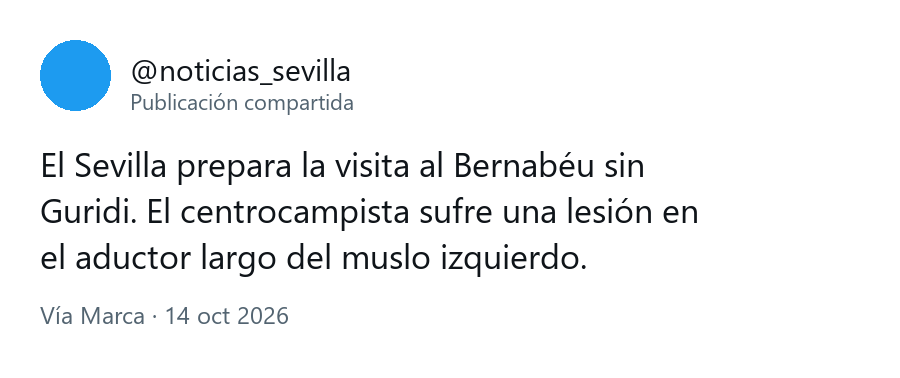 @noticias_sevilla
Publicación compartida
El Sevilla prepara la visita al Bernabéu sin
Guridi. El centrocampista sufre una lesión en
el aductor largo del muslo izquierdo.
Vía Marca · 14 oct 2026